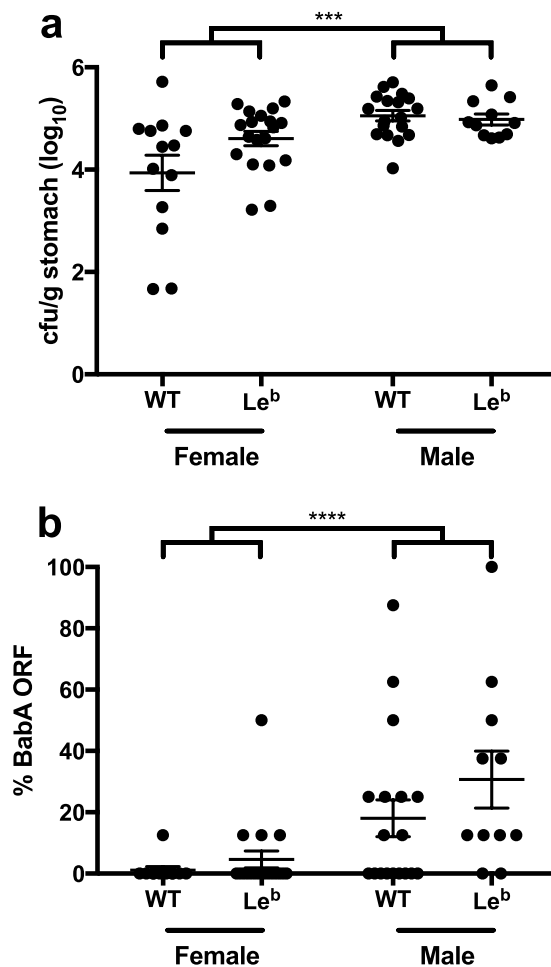 a
***
cfu/g stomach (log10)
6
4
2
0
WT
Leb
WT
Leb
Female
Male
b
****
% BabA ORF
100
80
60
40
20
0
WT
Leb
WT
Leb
Female
Male